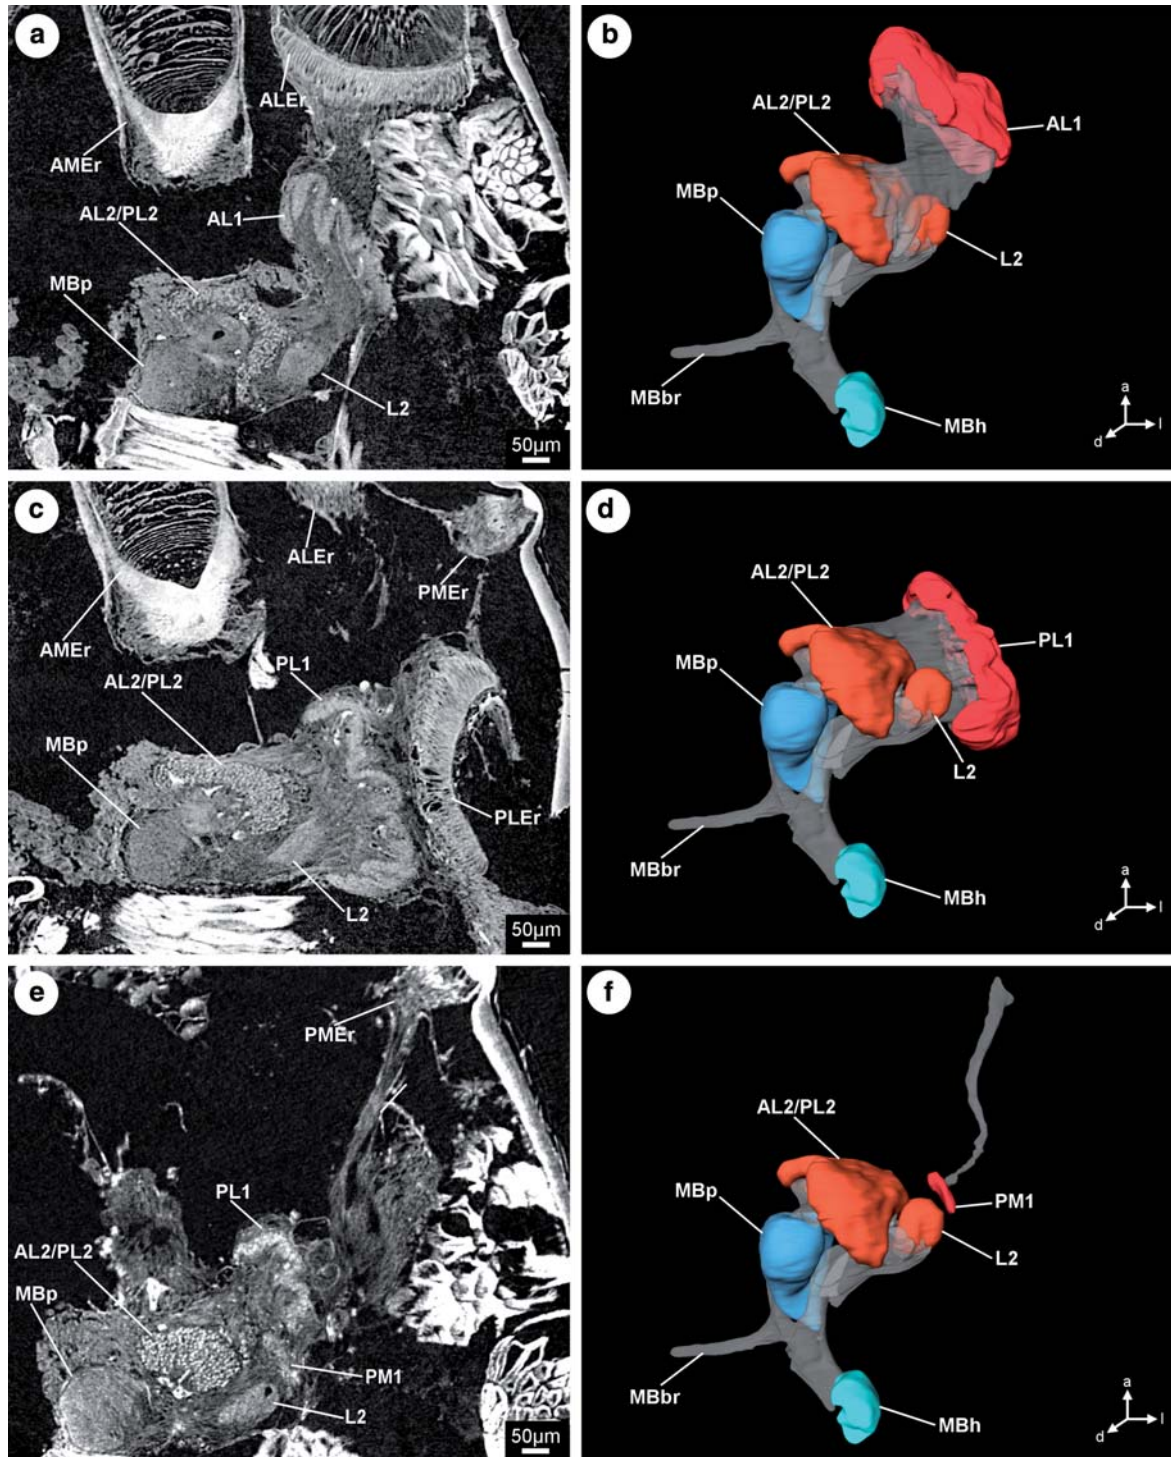 a
ALEr
AMEr
AL1
AL2/PL2
MBp
L2
50µm
b
AL2/PL2
AL1
MBp
L2
MBbr
MBh
a
l
d
c
ALEr
PMEr
AMEr
PL1
AL2/PL2
MBp
PLEr
L2
50µm
d
AL2/PL2
PL1
MBp
L2
MBbr
MBh
a
l
d
e
PMEr
PL1
AL2/PL2
MBp
PM1
L2
50µm
f
AL2/PL2
MBp
PM1
L2
MBbr
MBh
a
l
d